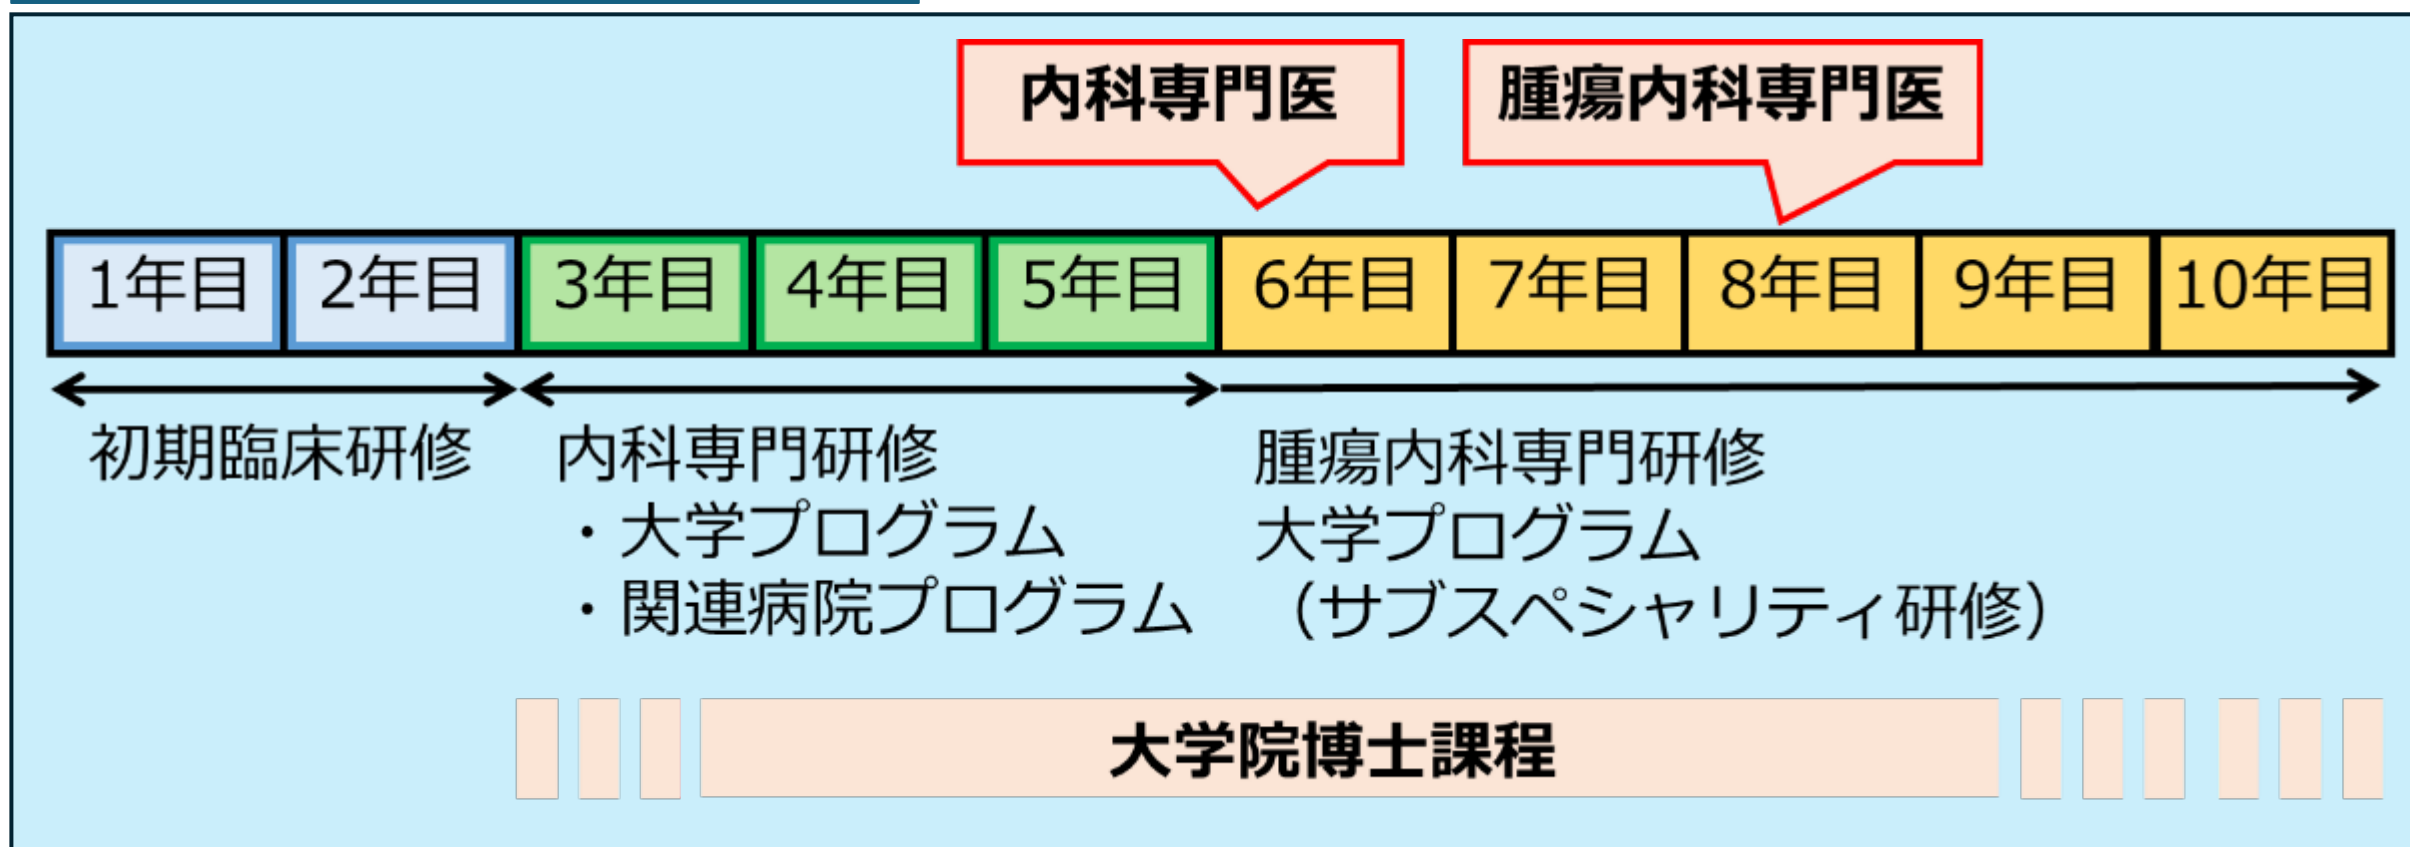 内科専門医
腫瘍内科専門医
1年目
2年目
3年目
4年目
5年目
6年目
7年目
8年目
9年目
10年目
初期臨床研修
内科専門研修
・大学プログラム
・関連病院プログラム
腫瘍内科専門研修
大学プログラム
（サブスペシャリティ研修）
大学院博士課程